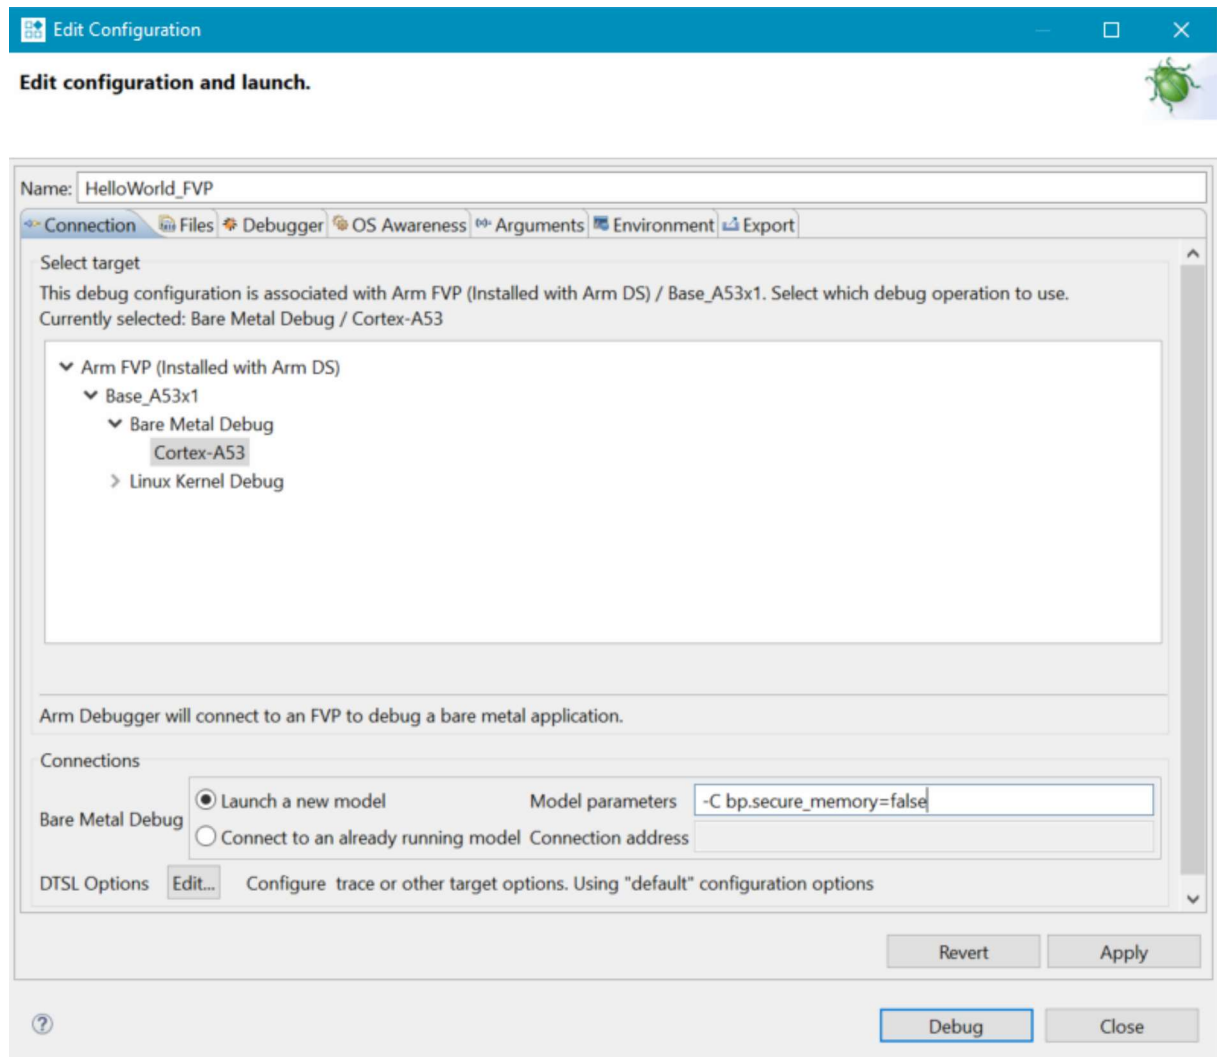 Edit Configuration
Edit configuration and launch.
Name: HelloWorld_FVP
Connection Files Debugger OS Awareness Arguments Environment Export
Select target
This debug configuration is associated with Arm FVP (Installed with Arm DS) / Base_A53x1. Select which debug operation to use.
Currently selected: Bare Metal Debug / Cortex-A53
Arm FVP (Installed with Arm DS)
Base_A53x1
Bare Metal Debug
Cortex-A53
Linux Kernel Debug
Arm Debugger will connect to an FVP to debug a bare metal application.
Connections
Bare Metal Debug
Launch a new model Model parameters -C bp.secure_memory=false
Connect to an already running model Connection address
DTSL Options Edit... Configure trace or other target options. Using "default" configuration options
Revert Apply
? Debug Close